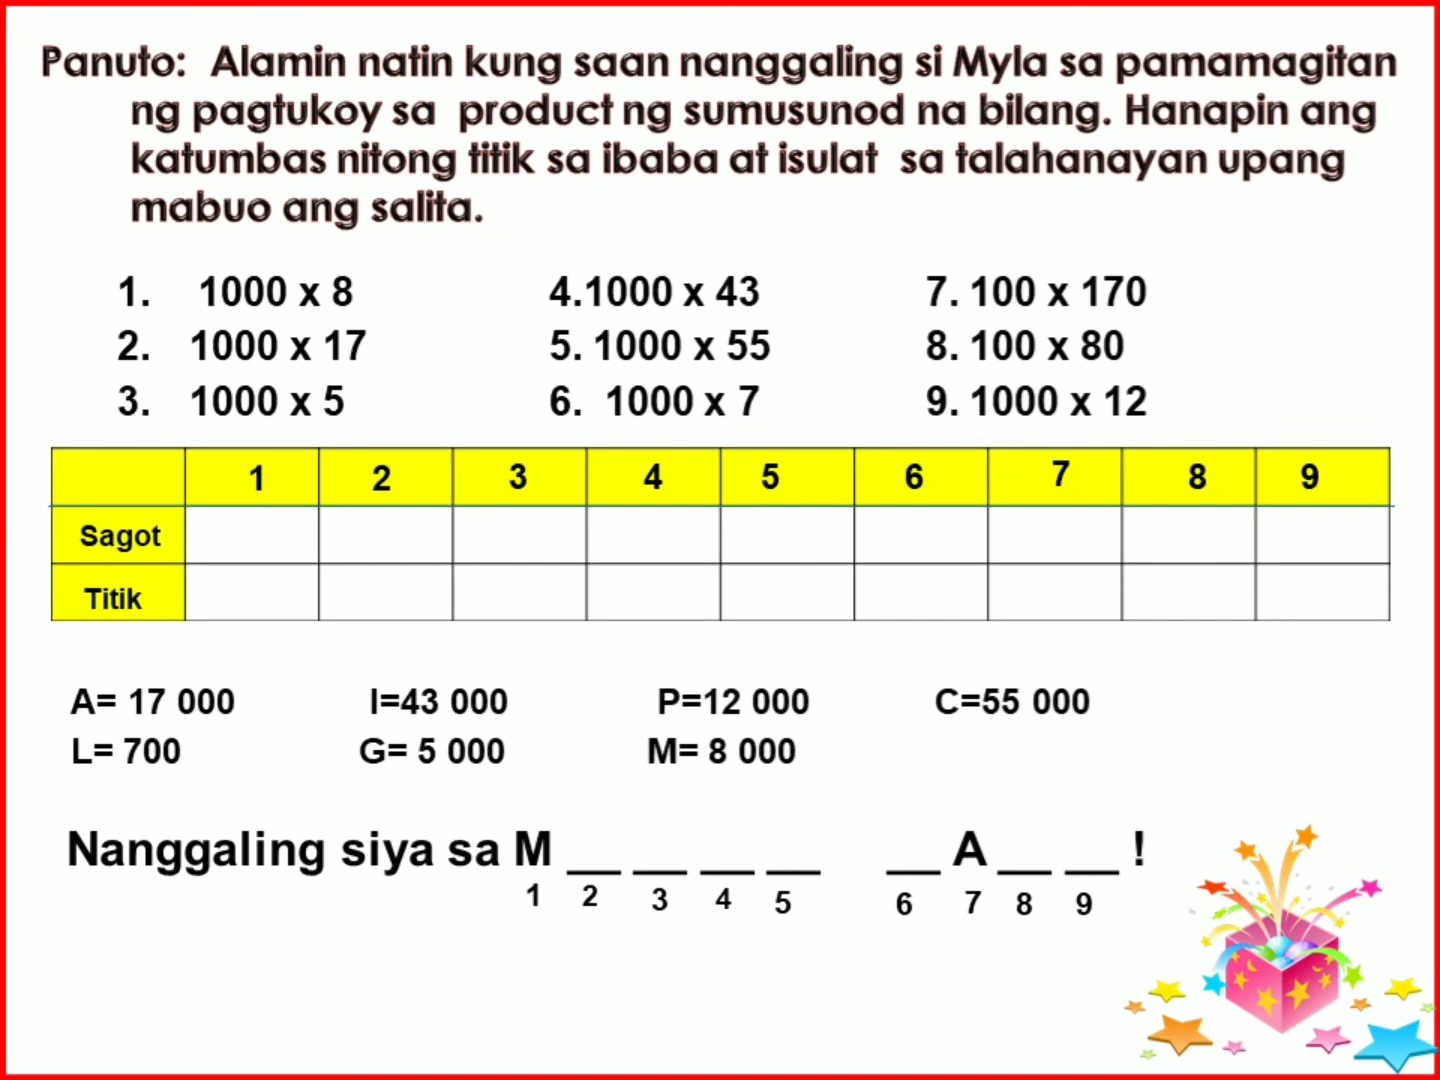 Panuto: Alamin natin kung saan nanggaling si Myla sa pamamagitan
ng pagtukoy sa product ng sumusunod na bilang. Hanapin ang
katumbas nitong titik sa ibaba at isulat sa talahanayan upang
mabuo ang salita.
1. 1000 x 8 4.1000 x 43 7. 100 x 170
2. 1000 x 17 5. 1000 x 55 8. 100 x 80
3. 1000 x 5 6. 1000 x 7 9. 1000 x 12
1 2 3 4 5 6 7 8 9
Sagot
Titik
A= 17 000 I=43 000 P=12 000 C=55 000
L= 700 G= 5 000 M= 8 000
Nanggaling siya sa M __ __ __ __ __ A __ __ !
1 2 3 4 5 6 7 8 9